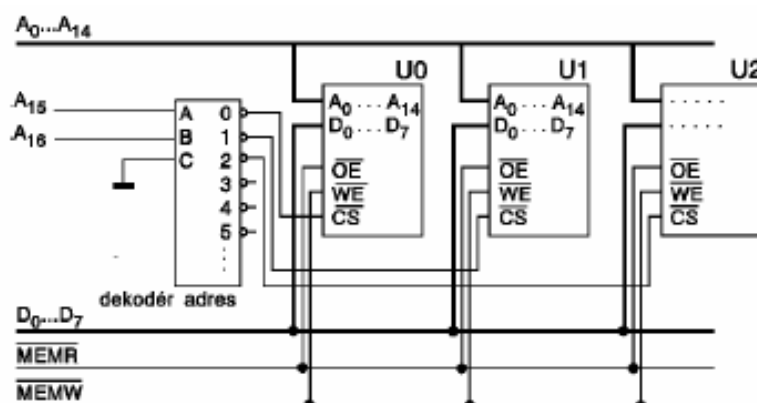 A0...A14
U0
U1
U2
A15
A16
A 0
B 1
C 2
3
4
5
A0 ... A14
D0 ... D7
OE
WE
CS
A0 ... A14
D0 ... D7
OE
WE
CS
.....
.....
OE
WE
CS
dekodér adres
D0...D7
MEMR
MEMW